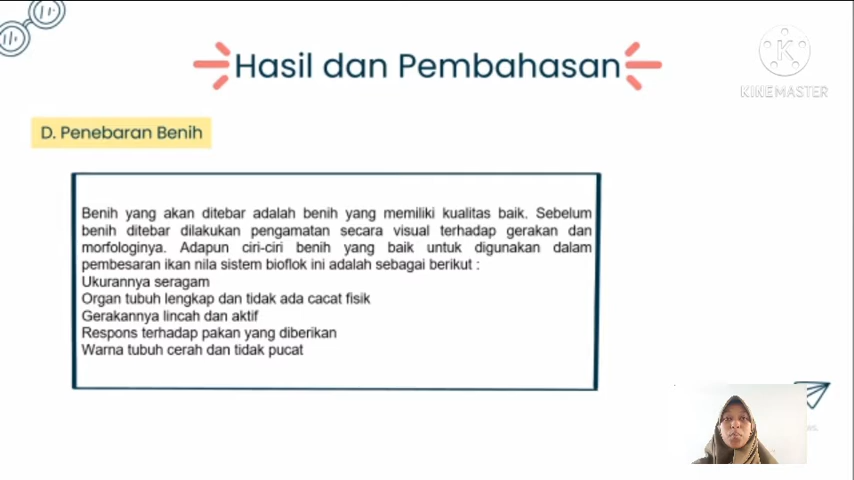 Hasil dan Pembahasan
KINEMASTER
D. Penebaran Benih
Benih yang akan ditebar adalah benih yang memiliki kualitas baik. Sebelum
benih ditebar dilakukan pengamatan secara visual terhadap gerakan dan
morfologinya. Adapun ciri-ciri benih yang baik untuk digunakan dalam
pembesaran ikan nila sistem bioflok ini adalah sebagai berikut :
Ukurannya seragam
Organ tubuh lengkap dan tidak ada cacat fisik
Gerakannya lincah dan aktif
Respons terhadap pakan yang diberikan
Warna tubuh cerah dan tidak pucat